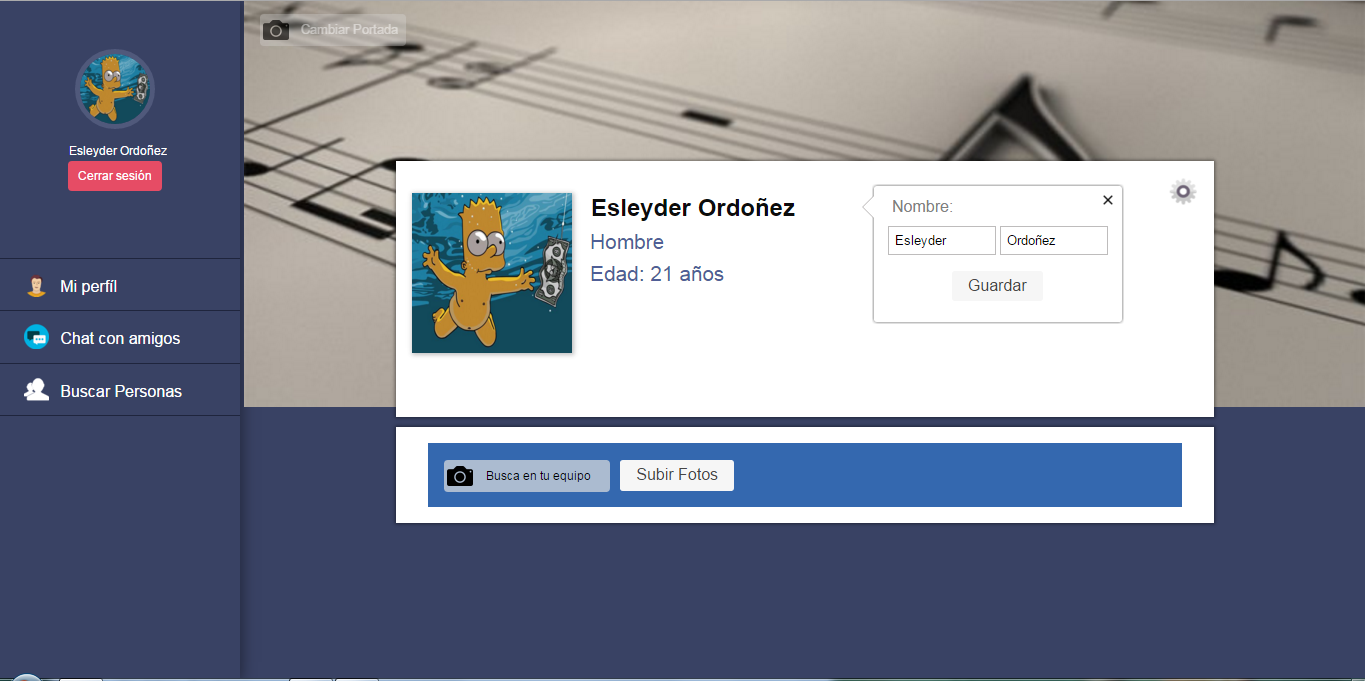 Cambiar Portada
Esleyder Ordoñez
Cerrar sesión
Mi perfíl
Chat con amigos
Buscar Personas
Esleyder Ordoñez
Hombre
Edad: 21 años
Nombre:
Esleyder
Ordoñez
Guardar
Busca en tu equipo
Subir Fotos